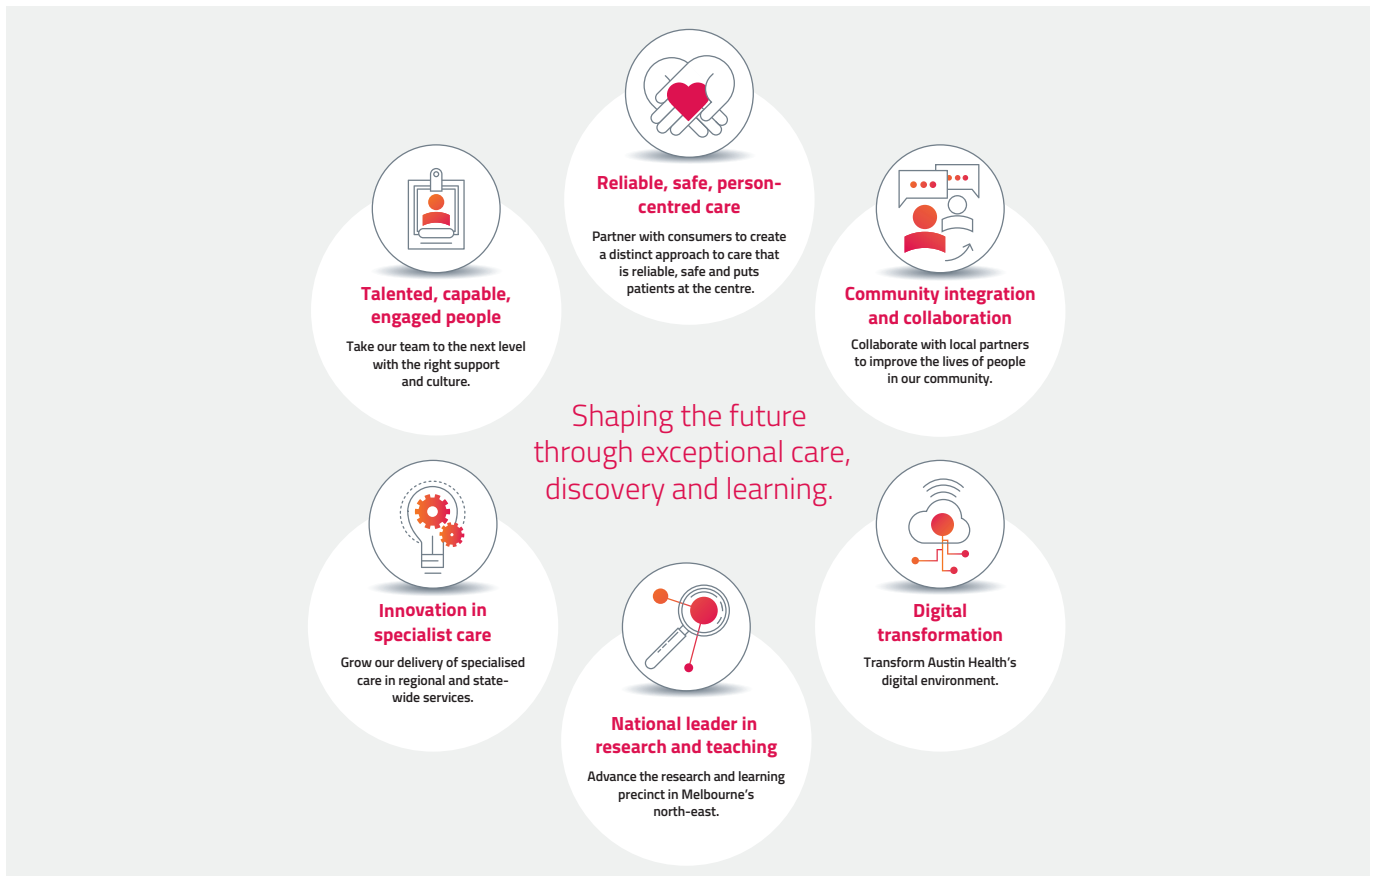 Reliable, safe, person-
centred care
Partner with consumers to create
a distinct approach to care that
is reliable, safe and puts
patients at the centre.
Talented, capable,
engaged people
Take our team to the next level
with the right support
and culture.
Community integration
and collaboration
Collaborate with local partners
to improve the lives of people
in our community.
Shaping the future
through exceptional care,
discovery and learning.
Innovation in
specialist care
Grow our delivery of specialised
care in regional and state-
wide services.
Digital
transformation
Transform Austin Health’s
digital environment.
National leader in
research and teaching
Advance the research and learning
precinct in Melbourne’s
north-east.